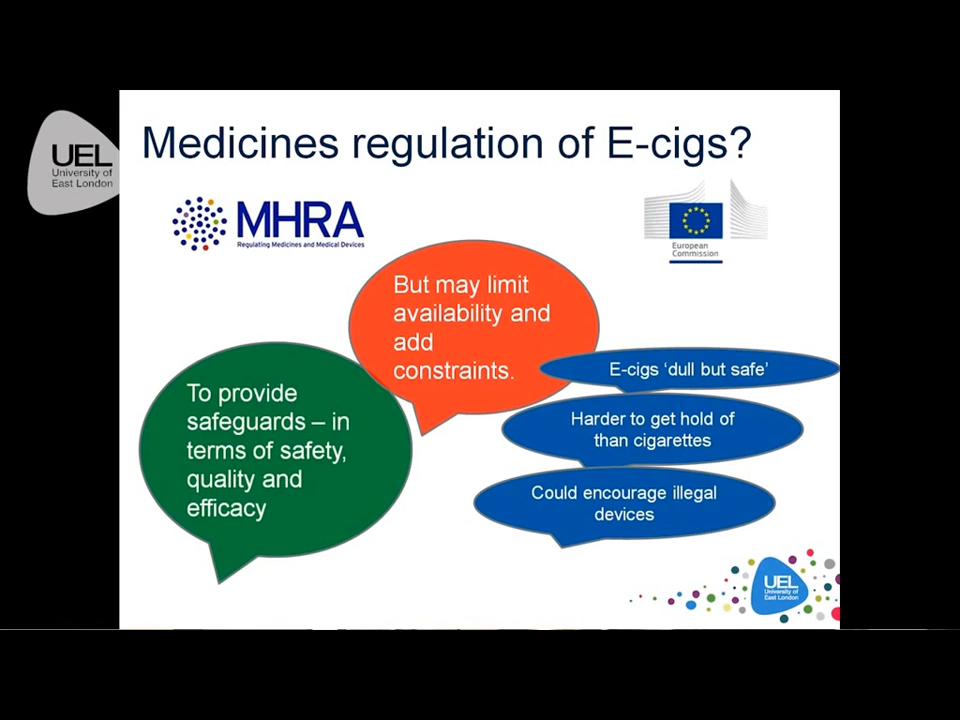 UEL
University of
East London
Medicines regulation of E-cigs?
MHRA
Regulating Medicines and Medical Devices
European
Commission
But may limit
availability and
add
constraints.
To provide
safeguards – in
terms of safety,
quality and
efficacy
E-cigs ‘dull but safe’
Harder to get hold of
than cigarettes
Could encourage illegal
devices
UEL
University of
East London